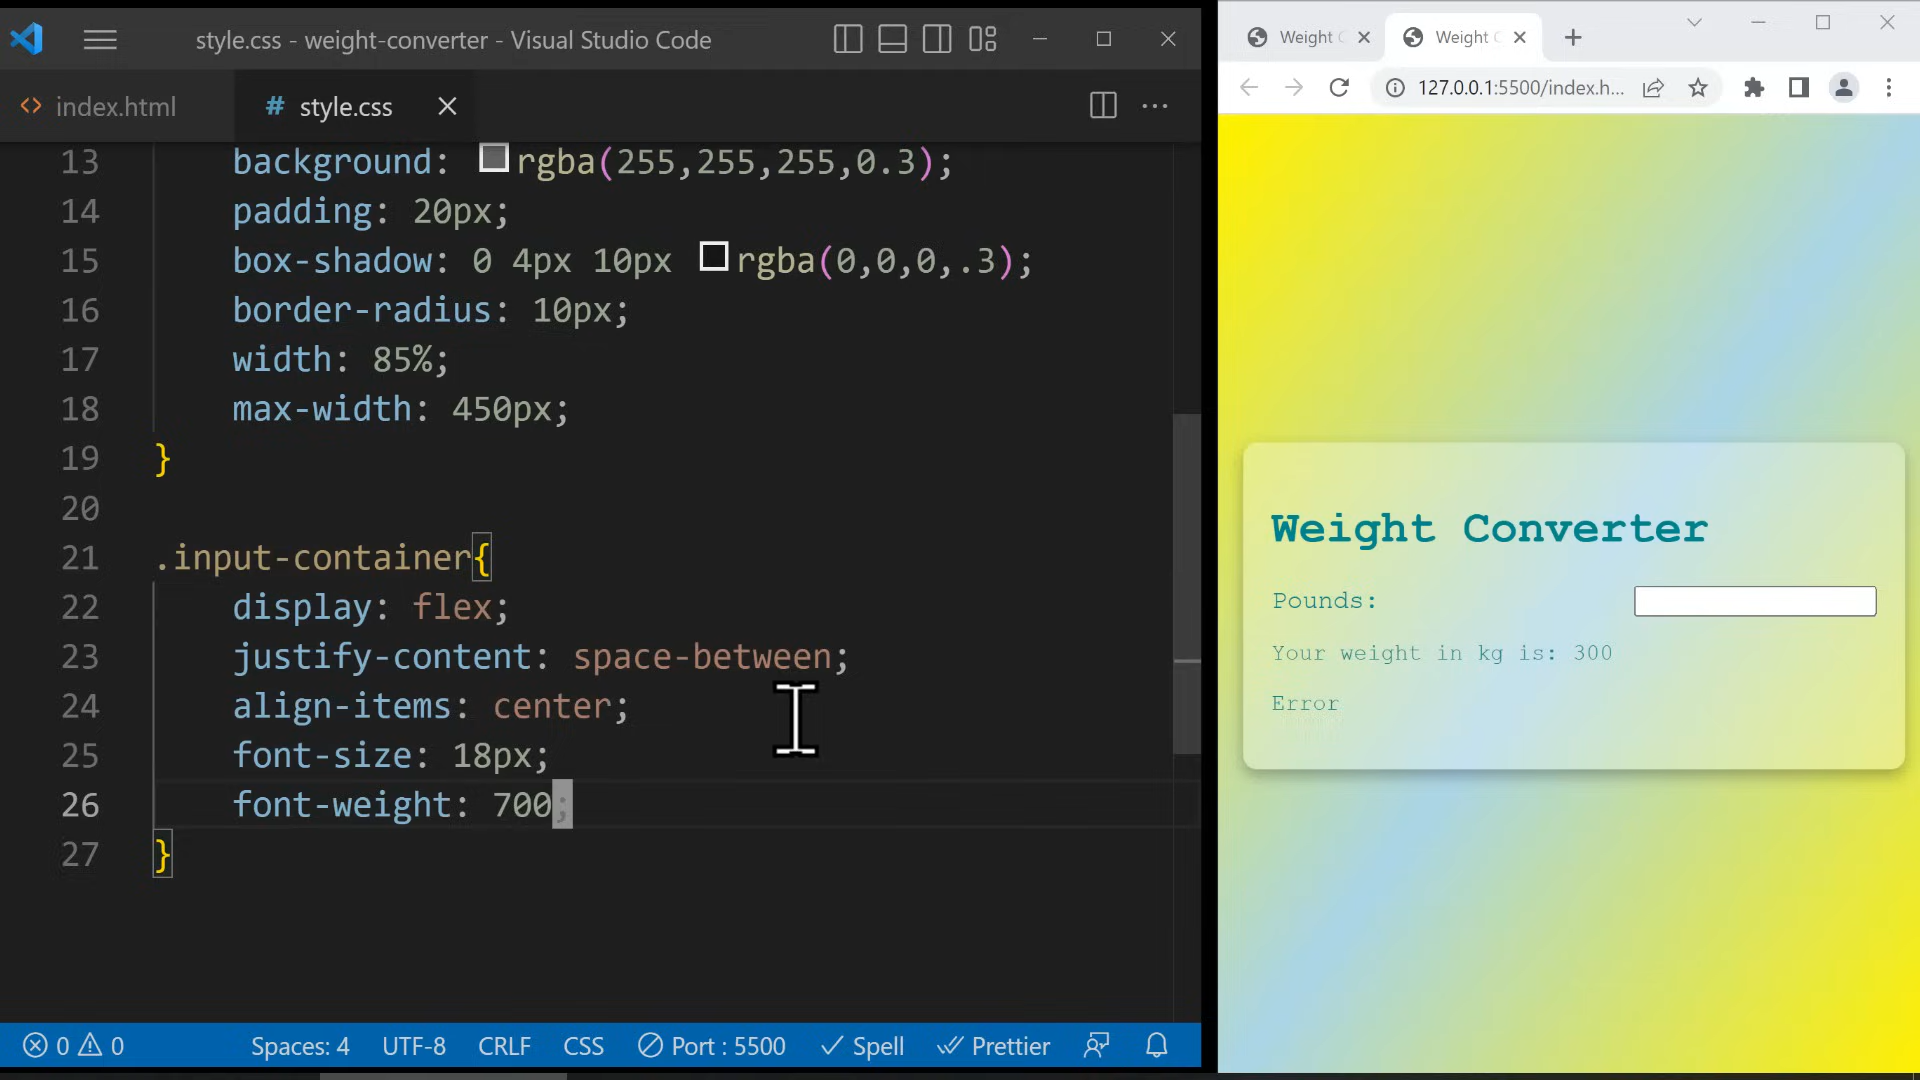 style.css - weight-converter - Visual Studio Code
index.html
# style.css
13 background: rgba(255,255,255,0.3);
14 padding: 20px;
15 box-shadow: 0 4px 10px rgba(0,0,0,.3);
16 border-radius: 10px;
17 width: 85%;
18 max-width: 450px;
19 }
20
21 .input-container{
22 display: flex;
23 justify-content: space-between;
24 align-items: center;
25 font-size: 18px;
26 font-weight: 700;
27 }
0 0 Spaces: 4 UTF-8 CRLF CSS Port : 5500 Spell Prettier
Weight C
Weight C
127.0.0.1:5500/index.h...
Weight Converter
Pounds:
Your weight in kg is: 300
Error